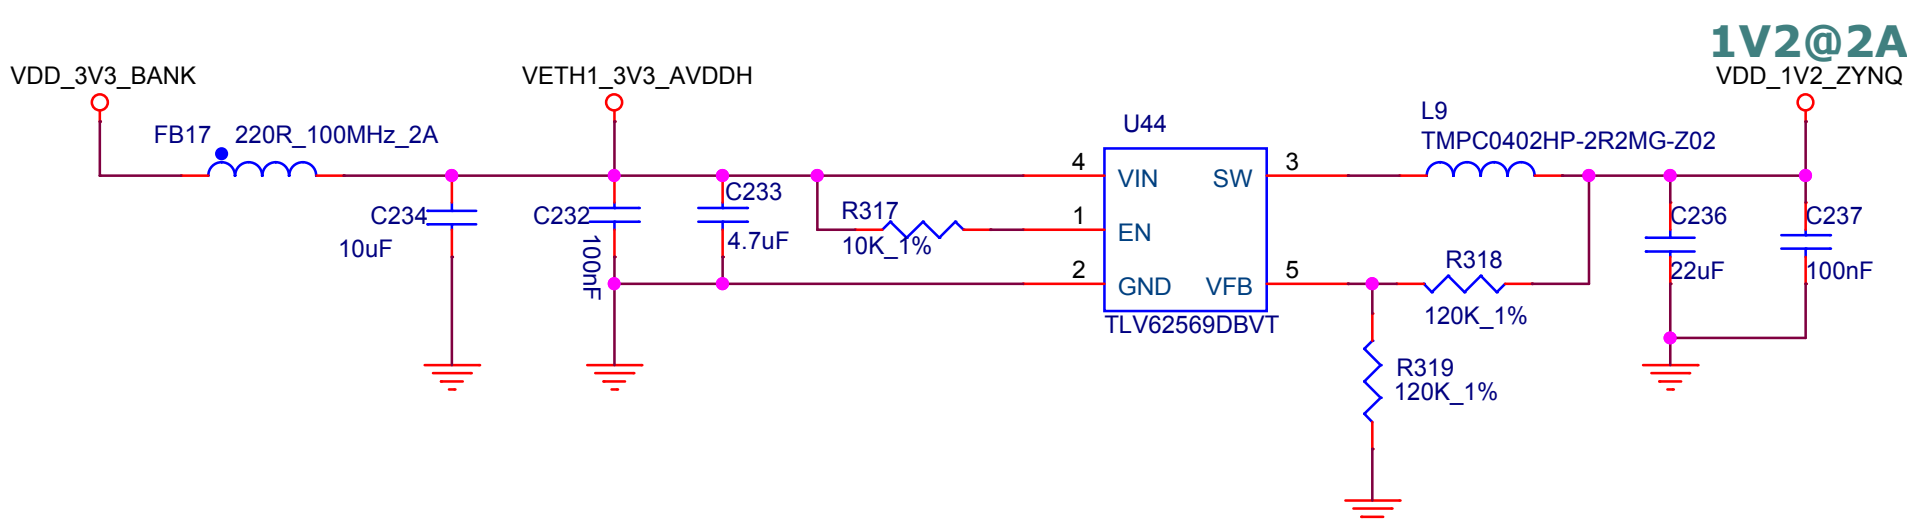 1V2@2A
VDD_3V3_BANK
VETH1_3V3_AVDDH
VDD_1V2_ZYNQ
FB17 220R_100MHz_2A
U44
L9
TMPC0402HP-2R2MG-Z02
4
VIN
SW
3
C234
10uF
C232
100nF
C233
4.7uF
R317
10K_1%
1
EN
2
GND
VFB
5
TLV62569DBVT
R318
120K_1%
R319
120K_1%
C236
22uF
C237
100nF